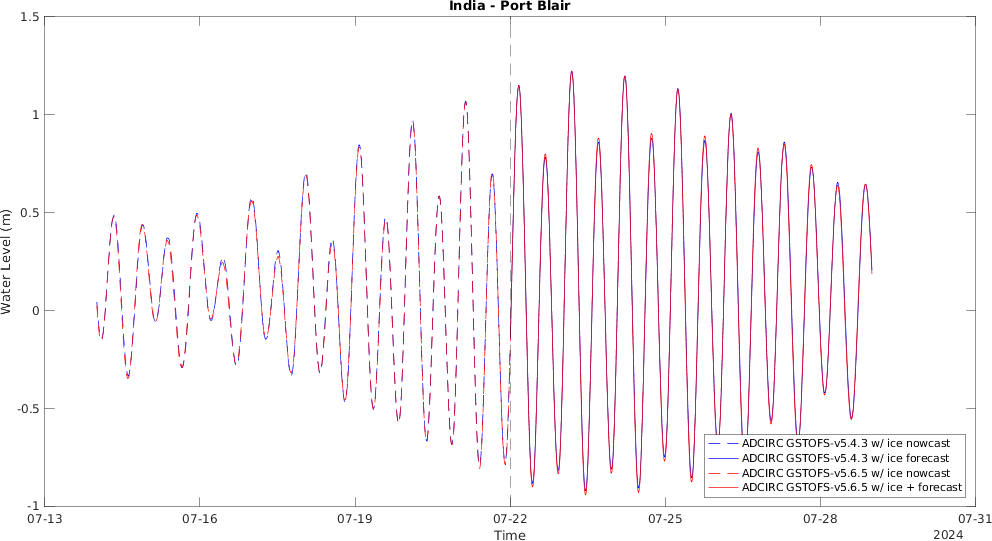 India - Port Blair
Water Level (m)
1.5
1
0.5
0
-0.5
-1
ADCIRC GSTOFS-v5.4.3 w/ ice nowcast
ADCIRC GSTOFS-v5.4.3 w/ ice forecast
ADCIRC GSTOFS-v5.6.5 w/ ice nowcast
ADCIRC GSTOFS-v5.6.5 w/ ice + forecast
07-13 07-16 07-19 07-22 07-25 07-28 07-31
Time
2024